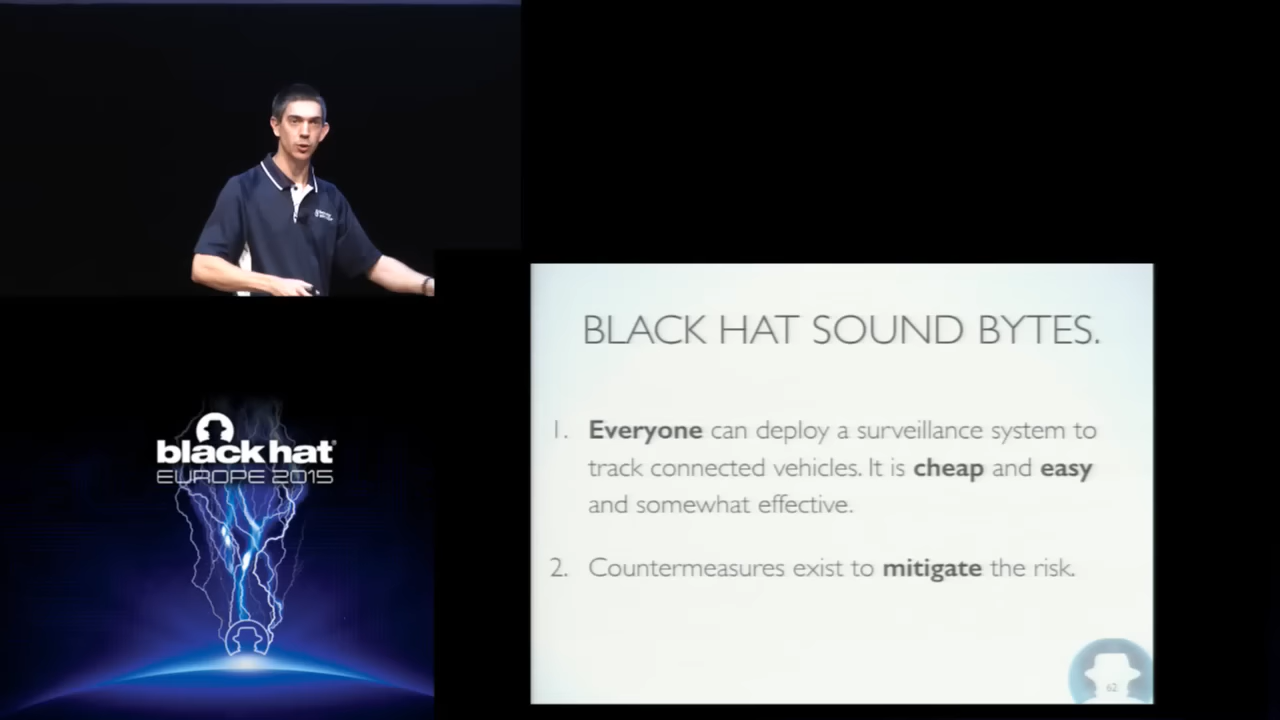 BLACK HAT SOUND BYTES.
1. Everyone can deploy a surveillance system to
track connected vehicles. It is cheap and easy
and somewhat effective.
2. Countermeasures exist to mitigate the risk.
62
black hat®
EUROPE 2015